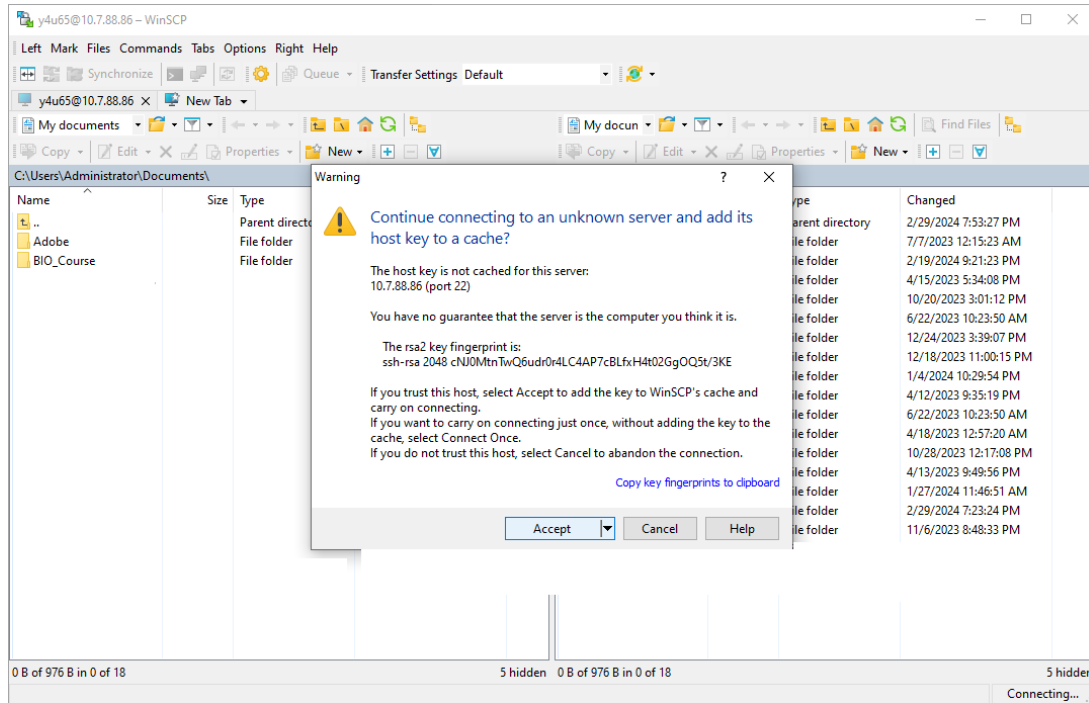 y4u65@10.7.88.86 – WinSCP
Left Mark Files Commands Tabs Options Right Help
Synchronize Queue Transfer Settings Default
y4u65@10.7.88.86 New Tab
My documents
My docun Find Files
Copy Edit Properties New
Copy Edit Properties New
C:\Users\Administrator\Documents\
Name Size Type
Parent directo
Adobe File folder
BIO_Course File folder
Warning
Continue connecting to an unknown server and add its
host key to a cache?
The host key is not cached for this server:
10.7.88.86 (port 22)
You have no guarantee that the server is the computer you think it is.
The rsa2 key fingerprint is:
ssh-rsa 2048 cNJ0MtnTwQ6udr0r4LC4AP7cBLfxH4t02GgOQ5t/3KE
If you trust this host, select Accept to add the key to WinSCP's cache and
carry on connecting.
If you want to carry on connecting just once, without adding the key to the
cache, select Connect Once.
If you do not trust this host, select Cancel to abandon the connection.
Copy key fingerprints to clipboard
Accept Cancel Help
ype Changed
arent directory 2/29/2024 7:53:27 PM
ile folder 7/7/2023 12:15:23 AM
ile folder 2/19/2024 9:21:23 PM
ile folder 4/15/2023 5:34:08 PM
ile folder 10/20/2023 3:01:12 PM
ile folder 6/22/2023 10:23:50 AM
ile folder 12/24/2023 3:39:07 PM
ile folder 12/18/2023 11:00:15 PM
ile folder 1/4/2024 10:29:54 PM
ile folder 4/12/2023 9:35:19 PM
ile folder 6/22/2023 10:23:50 AM
ile folder 4/18/2023 12:57:20 AM
ile folder 10/28/2023 12:17:08 PM
ile folder 4/13/2023 9:49:56 PM
ile folder 1/27/2024 11:46:51 AM
ile folder 2/29/2024 7:23:24 PM
ile folder 11/6/2023 8:48:33 PM
0 B of 976 B in 0 of 18 5 hidden
0 B of 976 B in 0 of 18 5 hidden
Connecting...